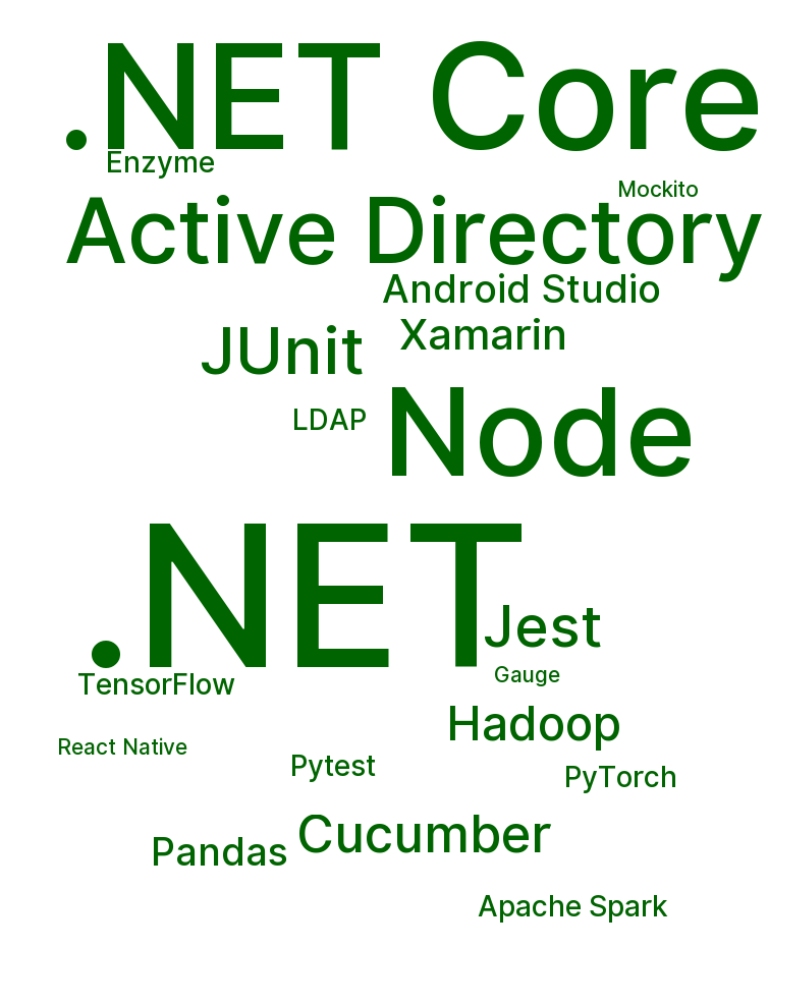 .NET Core
Enzyme
Mockito
Active Directory
Android Studio
Xamarin
JUnit
Node
LDAP
.NET
Jest
Gauge
TensorFlow
Hadoop
React Native
Pytest
PyTorch
Cucumber
Pandas
Apache Spark